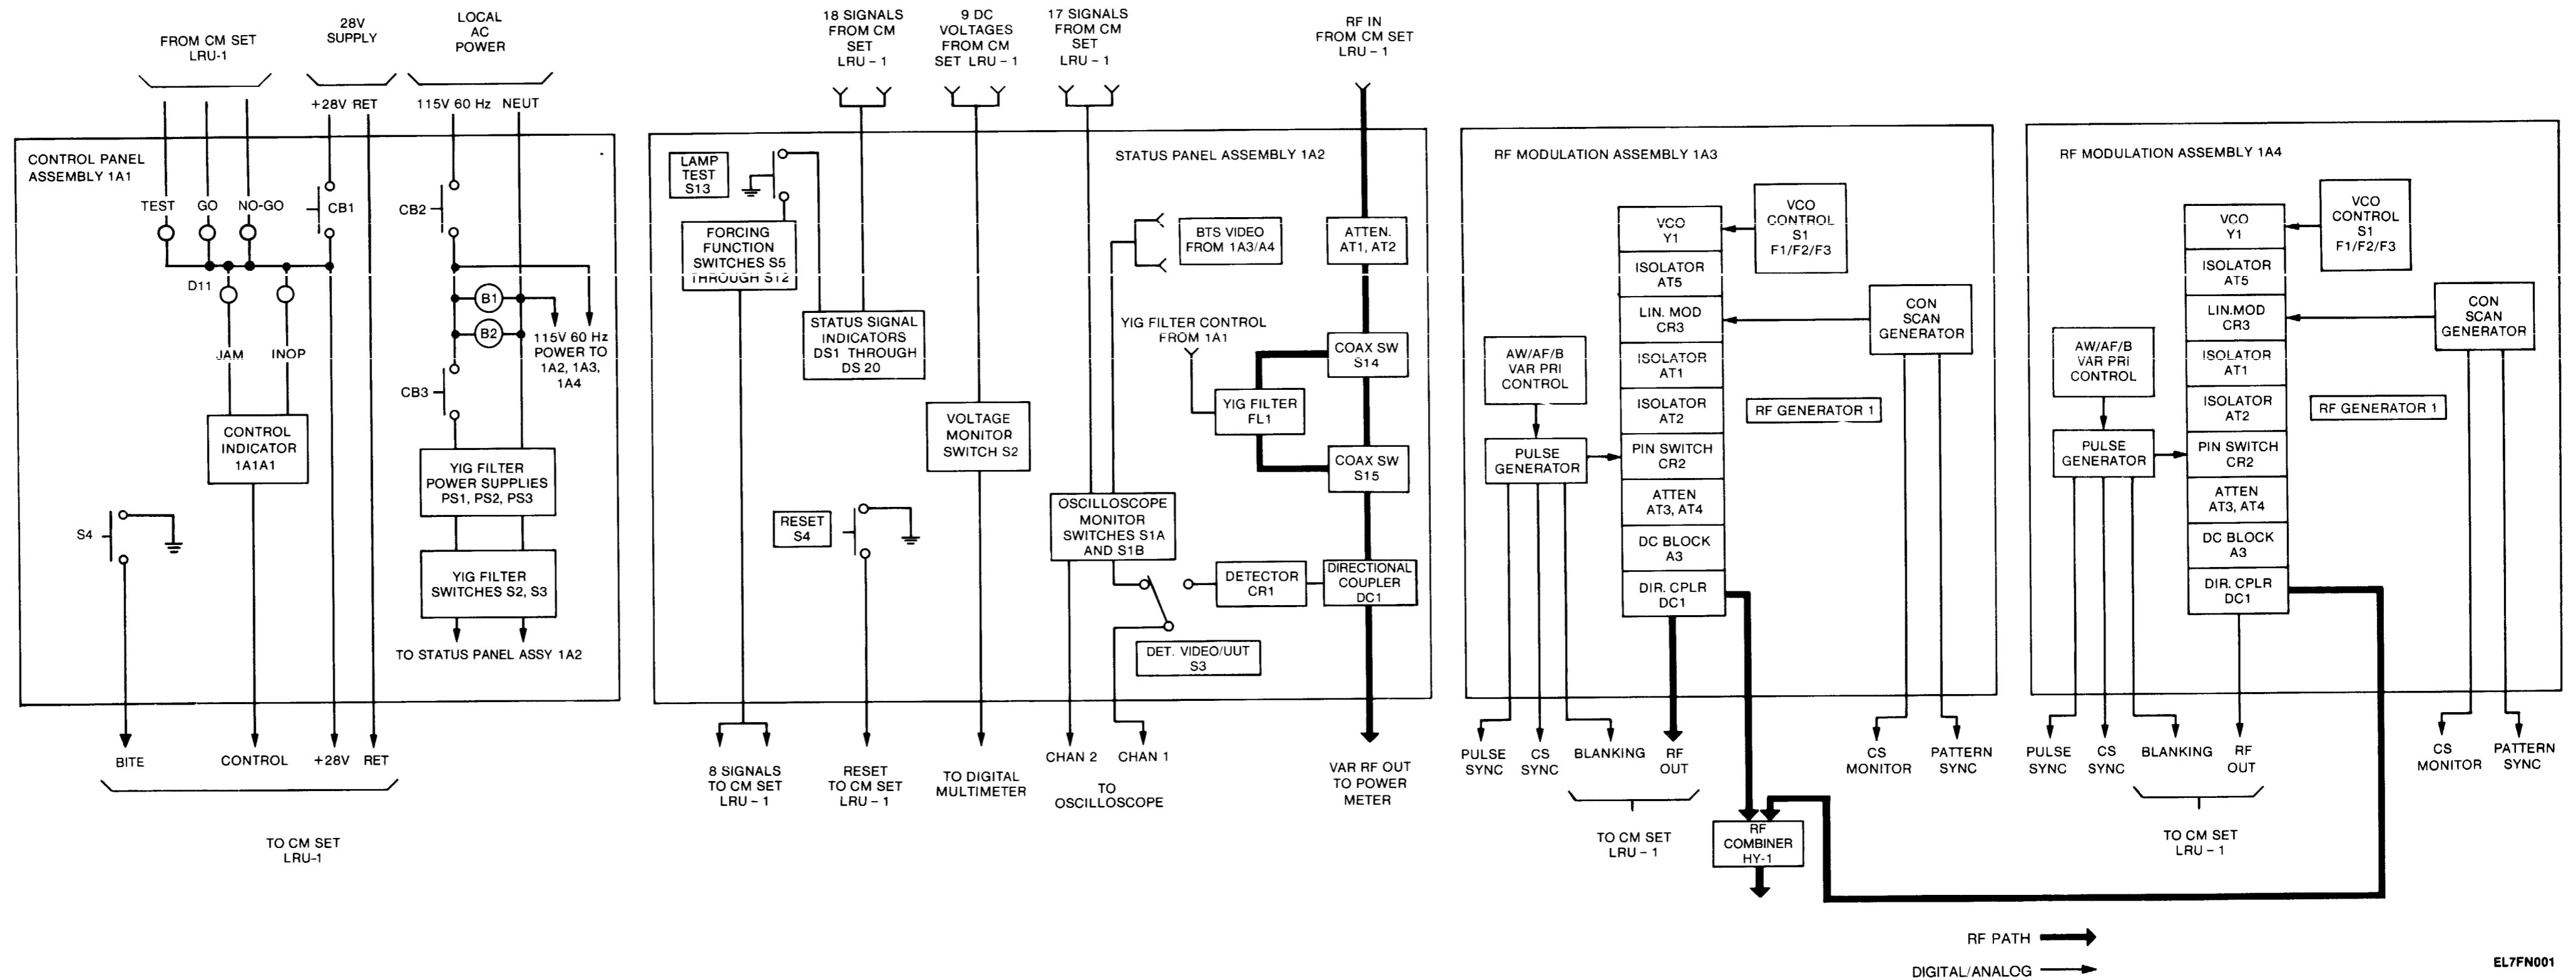 FROM CM SET
LRU-1
28V
SUPPLY
LOCAL
AC
POWER
+28V RET
115V 60 Hz NEUT
CONTROL PANEL
ASSEMBLY 1A1
TEST GO NO-GO
CB1
CB2
D11
B1
B2
115V 60 Hz
POWER TO
1A2, 1A3,
1A4
JAM INOP
CB3
CONTROL
INDICATOR
1A1A1
YIG FILTER
POWER SUPPLIES
PS1, PS2, PS3
S4
YIG FILTER
SWITCHES S2, S3
TO STATUS PANEL ASSY 1A2
BITE
CONTROL
+28V RET
TO CM SET
LRU-1
18 SIGNALS
FROM CM
SET
LRU - 1
9 DC
VOLTAGES
FROM CM
SET LRU - 1
17 SIGNALS
FROM CM
SET
LRU - 1
RF IN
FROM CM SET
LRU - 1
STATUS PANEL ASSEMBLY 1A2
LAMP
TEST
S13
FORCING
FUNCTION
SWITCHES S5
THROUGH S12
BTS VIDEO
FROM 1A3/A4
ATTEN.
AT1, AT2
STATUS SIGNAL
INDICATORS
DS1 THROUGH
DS 20
YIG FILTER CONTROL
FROM 1A1
COAX SW
S14
YIG FILTER
FL1
VOLTAGE
MONITOR
SWITCH S2
COAX SW
S15
RESET
S4
OSCILLOSCOPE
MONITOR
SWITCHES S1A
AND S1B
DETECTOR
CR1
DIRECTIONAL
COUPLER
DC1
DET. VIDEO/UUT
S3
8 SIGNALS
TO CM SET
LRU - 1
RESET
TO CM SET
LRU - 1
TO DIGITAL
MULTIMETER
CHAN 2 CHAN 1
TO
OSCILLOSCOPE
VAR RF OUT
TO POWER
METER
RF MODULATION ASSEMBLY 1A3
VCO
Y1
VCO
CONTROL
S1
F1/F2/F3
ISOLATOR
AT5
LIN. MOD
CR3
CON
SCAN
GENERATOR
AW/AF/B
VAR PRI
CONTROL
ISOLATOR
AT1
ISOLATOR
AT2
RF GENERATOR 1
PULSE
GENERATOR
PIN SWITCH
CR2
ATTEN
AT3, AT4
DC BLOCK
A3
DIR. CPLR
DC1
PULSE
SYNC
CS
SYNC
BLANKING
RF
OUT
CS
MONITOR
PATTERN
SYNC
TO CM SET
LRU - 1
RF
COMBINER
HY-1
RF MODULATION ASSEMBLY 1A4
VCO
Y1
VCO
CONTROL
S1
F1/F2/F3
ISOLATOR
AT5
LIN.MOD
CR3
CON
SCAN
GENERATOR
AW/AF/B
VAR PRI
CONTROL
ISOLATOR
AT1
ISOLATOR
AT2
RF GENERATOR 1
PULSE
GENERATOR
PIN SWITCH
CR2
ATTEN
AT3, AT4
DC BLOCK
A3
DIR. CPLR
DC1
PULSE
SYNC
CS
SYNC
BLANKING
RF
OUT
CS
MONITOR
PATTERN
SYNC
TO CM SET
LRU - 1
RF PATH
DIGITAL/ANALOG
EL7FN001